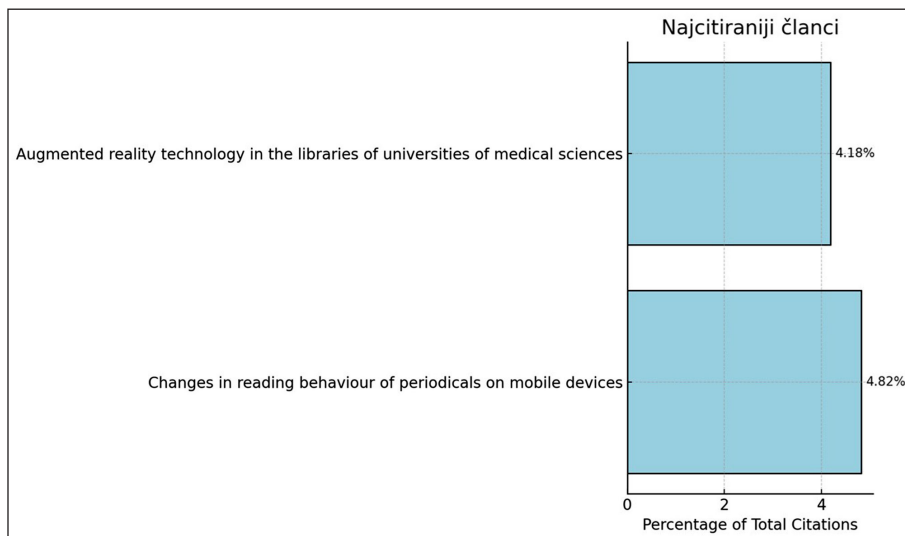 Najcitiraniji članci
Augmented reality technology in the libraries of universities of medical sciences
4.18%
Changes in reading behaviour of periodicals on mobile devices
4.82%
0 2 4
Percentage of Total Citations